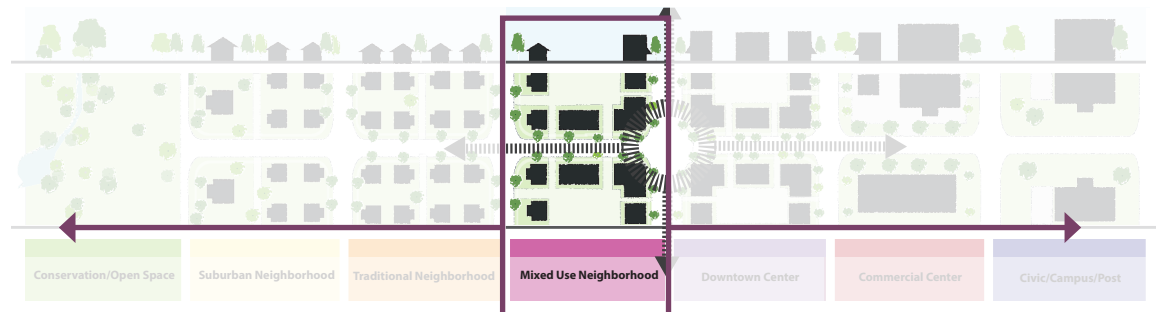 Conservation/Open Space
Suburban Neighborhood
Traditional Neighborhood
Mixed Use Neighborhood
Downtown Center
Commercial Center
Civic/Campus/Post